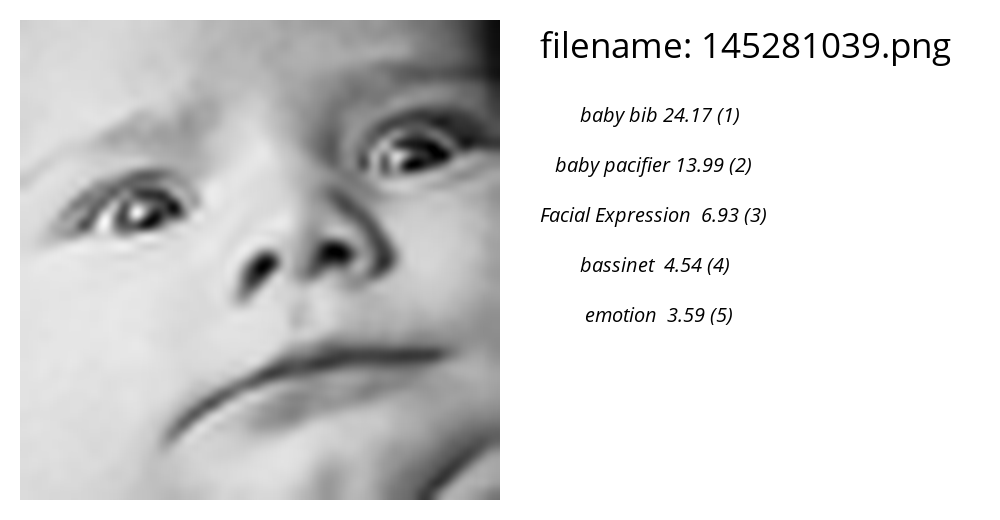 filename: 145281039.png
baby bib 24.17 (1)
baby pacifier 13.99 (2)
Facial Expression 6.93 (3)
bassinet 4.54 (4)
emotion 3.59 (5)